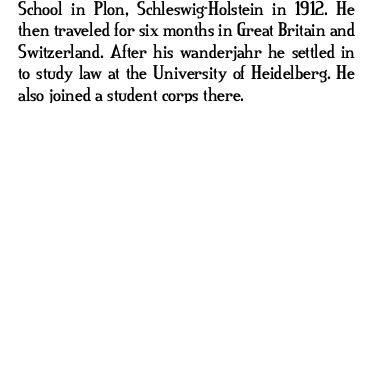 School in Plon, Schleswig-Holstein in 1912. He
then traveled for six months in Great Britain and
Switzerland. After his wanderjahr he settled in
to study law at the University of Heidelberg. He
also joined a student corps there.